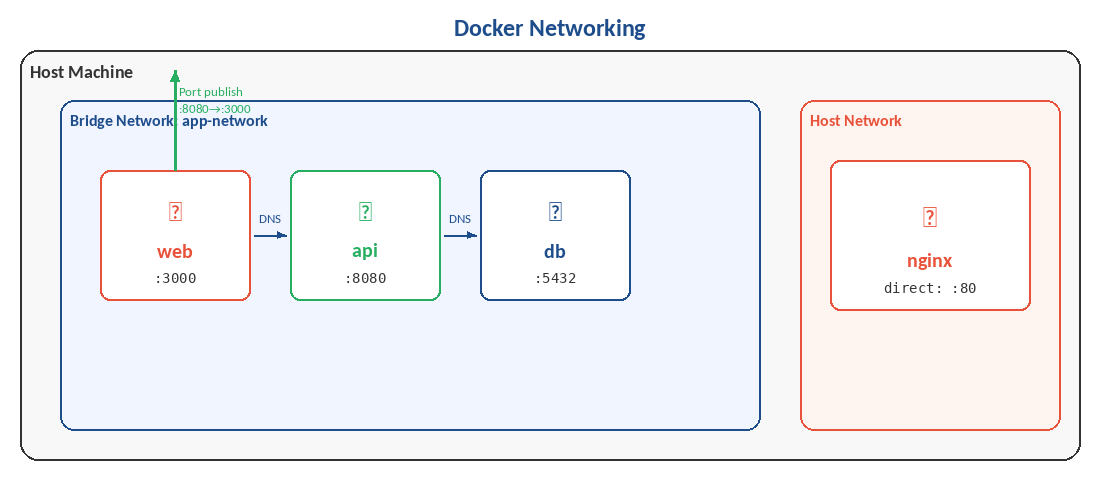 Docker Networking
Host Machine
Port publish
:8080→:3000
Bridge Network: app-network
Host Network
web
:3000
DNS
api
:8080
DNS
db
:5432
nginx
direct: :80